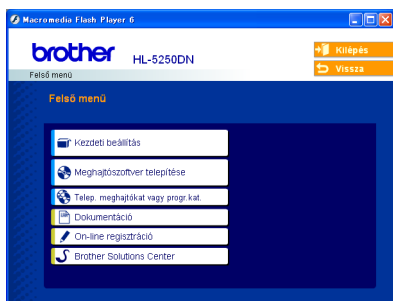 Macromedia Flash Player 6
brother HL-5250DN
Kilépés
Vissza
Felső menü
Felső menü
Kezdeti beállítás
Meghajtószoftver telepítése
Telep. meghajtókat vagy progr.kat.
Dokumentáció
On-line regisztráció
Brother Solutions Center